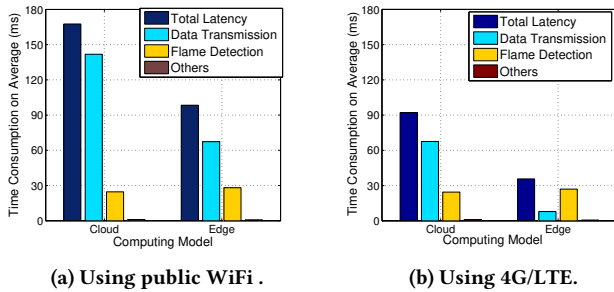 180
150
120
90
60
30
0
Time Consumption on Average (ms)
Total Latency
Data Transmission
Flame Detection
Others
Cloud Edge
Computing Model
(a) Using public WiFi .
180
150
120
90
60
30
0
Time Consumption on Average (ms)
Total Latency
Data Transmission
Flame Detection
Others
Cloud Edge
Computing Model
(b) Using 4G/LTE.